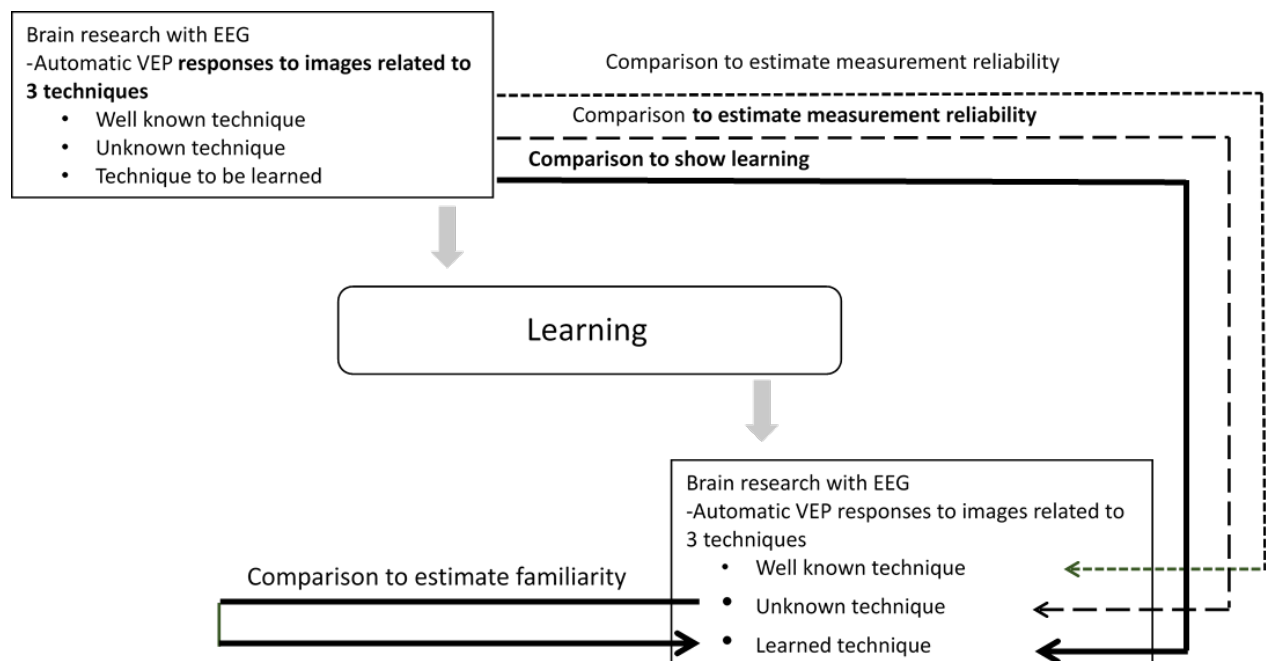 Brain research with EEG
-Automatic VEP responses to images related to
3 techniques
• Well known technique
• Unknown technique
• Technique to be learned
Comparison to estimate measurement reliability
Comparison to estimate measurement reliability
Comparison to show learning
Learning
Brain research with EEG
-Automatic VEP responses to images related to
3 techniques
• Well known technique
• Unknown technique
• Learned technique
Comparison to estimate familiarity